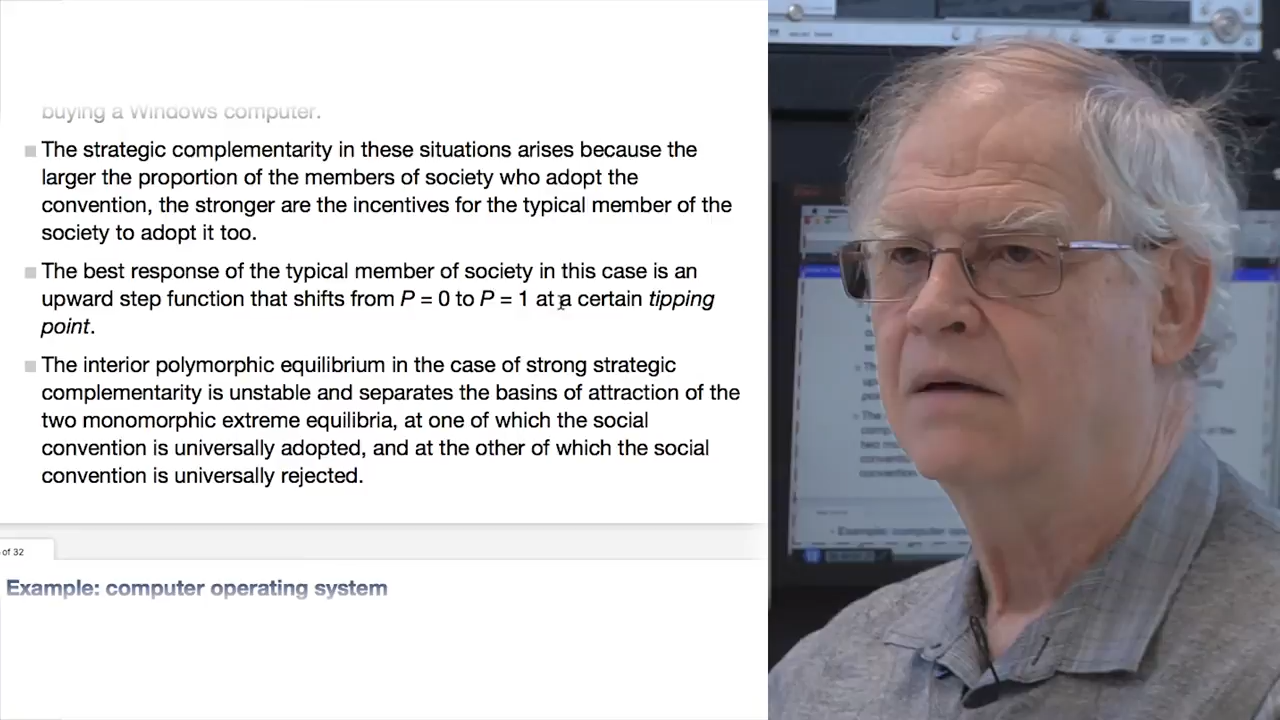 buying a Windows computer.
The strategic complementarity in these situations arises because the
larger the proportion of the members of society who adopt the
convention, the stronger are the incentives for the typical member of the
society to adopt it too.
The best response of the typical member of society in this case is an
upward step function that shifts from P = 0 to P = 1 at a certain tipping
point.
The interior polymorphic equilibrium in the case of strong strategic
complementarity is unstable and separates the basins of attraction of the
two monomorphic extreme equilibria, at one of which the social
convention is universally adopted, and at the other of which the social
convention is universally rejected.
of 32
Example: computer operating system